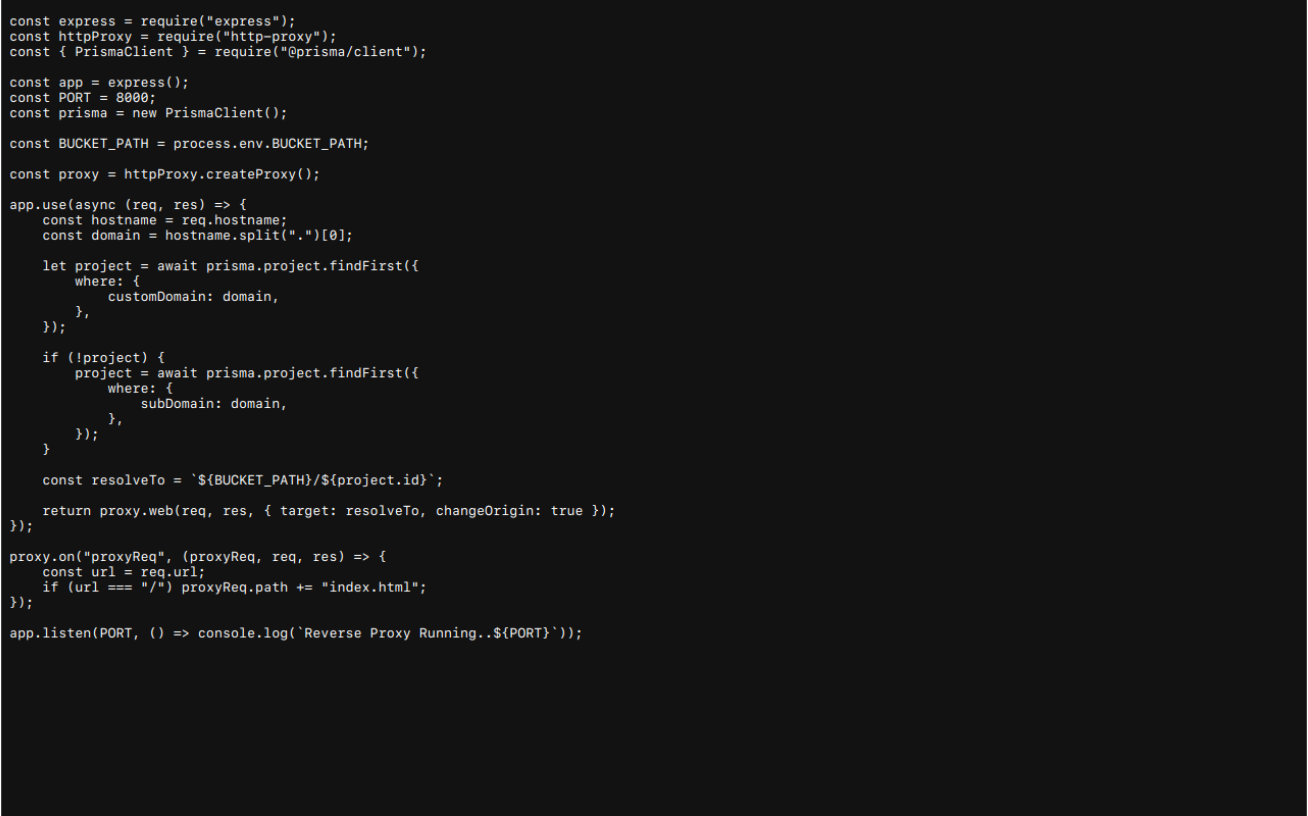 const express = require("express");
const httpProxy = require("http-proxy");
const { PrismaClient } = require("@prisma/client");

const app = express();
const PORT = 8000;
const prisma = new PrismaClient();

const BUCKET_PATH = process.env.BUCKET_PATH;

const proxy = httpProxy.createProxy();

app.use(async (req, res) => {
    const hostname = req.hostname;
    const domain = hostname.split(".")[0];

    let project = await prisma.project.findFirst({
        where: {
            customDomain: domain,
        },
    });

    if (!project) {
        project = await prisma.project.findFirst({
            where: {
                subDomain: domain,
            },
        });
    }

    const resolveTo = `${BUCKET_PATH}/${project.id}`;

    return proxy.web(req, res, { target: resolveTo, changeOrigin: true });
});

proxy.on("proxyReq", (proxyReq, req, res) => {
    const url = req.url;
    if (url === "/") proxyReq.path += "index.html";
});

app.listen(PORT, () => console.log(`Reverse Proxy Running..${PORT}`));